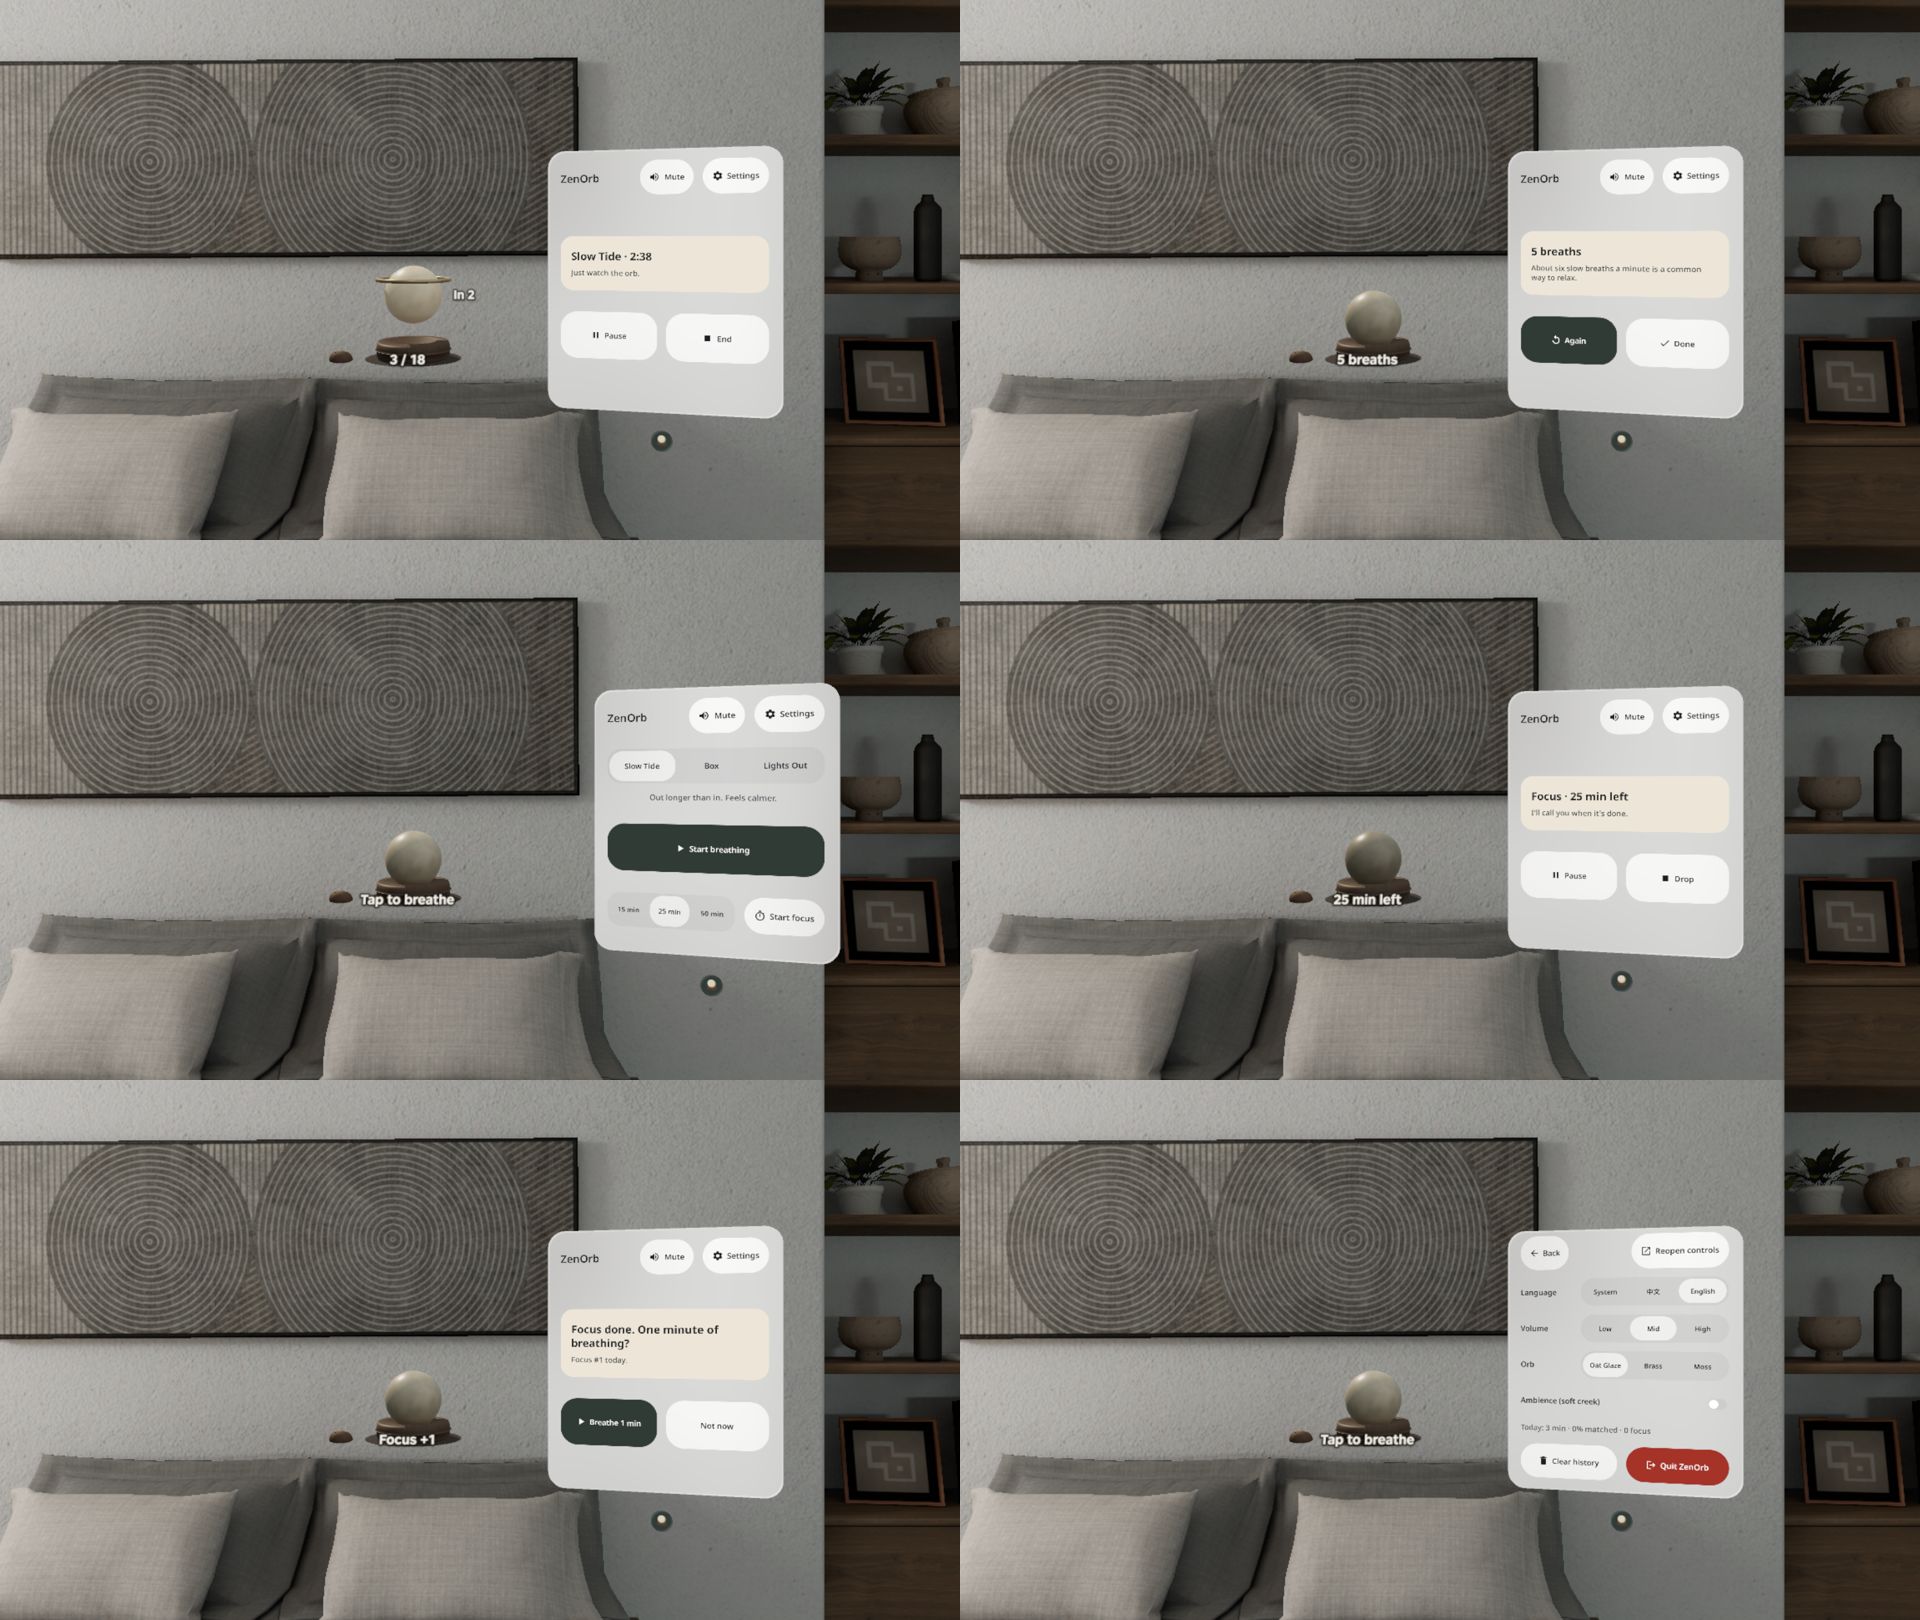 ZenOrb
Mute
Settings
Slow Tide · 2:38
Just watch the orb.
In 2
Pause
End
3 / 18
ZenOrb
Mute
Settings
5 breaths
About six slow breaths a minute is a common
way to relax.
Again
Done
5 breaths
ZenOrb
Mute
Settings
Slow Tide
Box
Lights Out
Out longer than in. Feels calmer.
Start breathing
Tap to breathe
15 min
25 min
50 min
Start focus
ZenOrb
Mute
Settings
Focus · 25 min left
I'll call you when it's done.
Pause
Drop
25 min left
ZenOrb
Mute
Settings
Focus done. One minute of
breathing?
Focus #1 today.
Breathe 1 min
Not now
Focus +1
Back
Reopen controls
Language
System
中文
English
Volume
Low
Mid
High
Orb
Oat Glaze
Brass
Moss
Ambience (soft creek)
Today: 3 min · 0% matched · 0 focus
Tap to breathe
Clear history
Quit ZenOrb